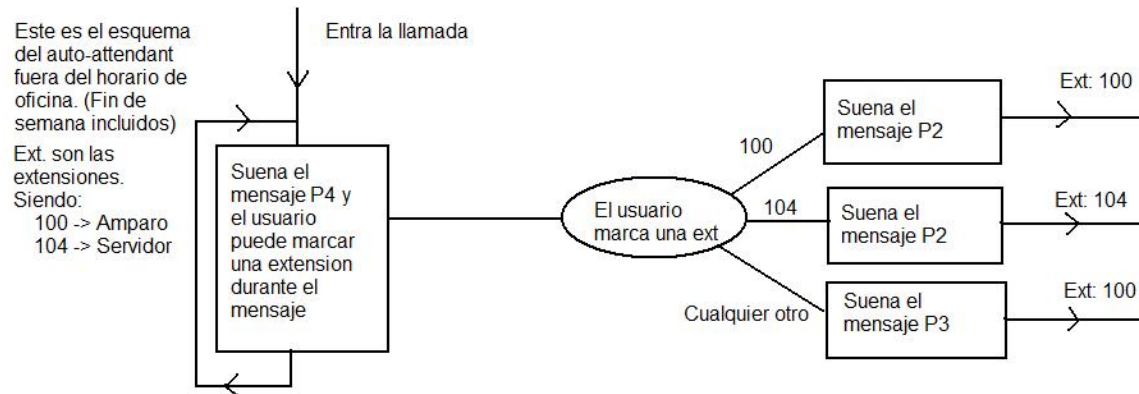 Este es el esquema
del auto-attendant
fuera del horario de
oficina. (Fin de
semana incluidos)
Ext. son las
extensiones.
Siendo:
100 -> Amparo
104 -> Servidor
Entra la llamada
Suena el
mensaje P4 y
el usuario
puede marcar
una extension
durante el
mensaje
El usuario
marca una ext
100
Suena el
mensaje P2
Ext: 100
104
Suena el
mensaje P2
Ext: 104
Cualquier otro
Suena el
mensaje P3
Ext: 100